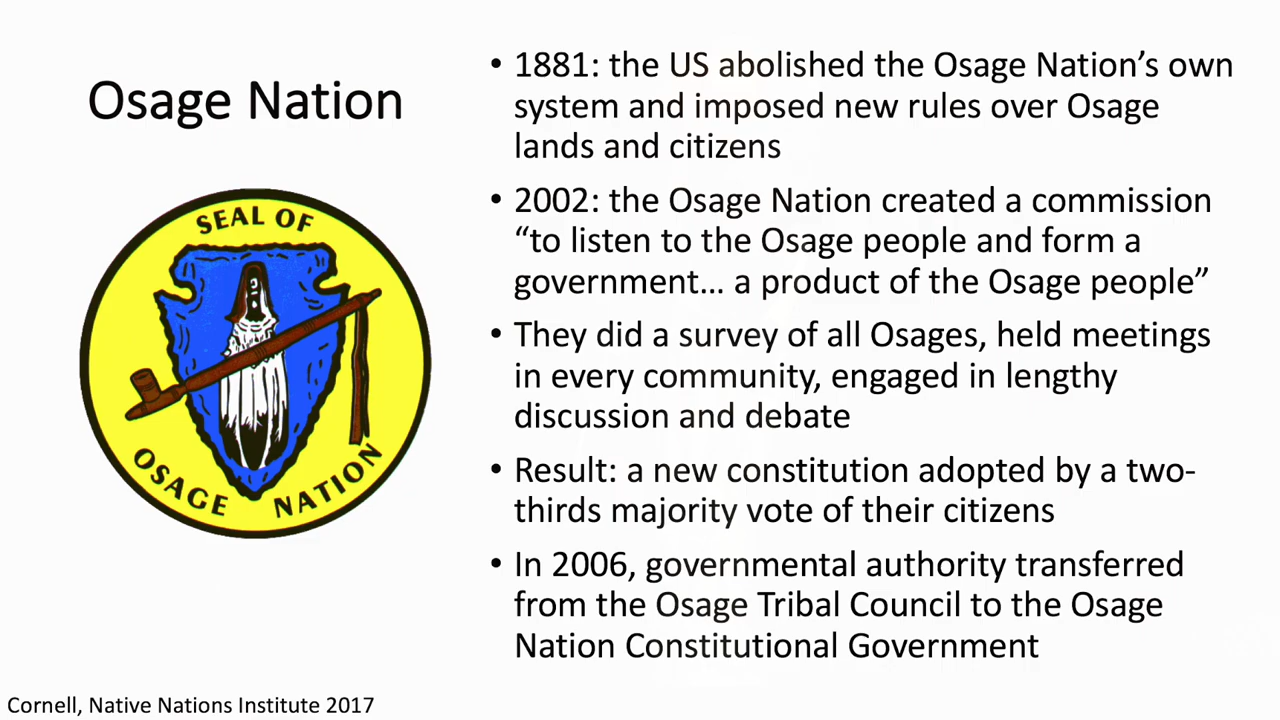 Osage Nation
SEAL OF
OSAGE NATION
• 1881: the US abolished the Osage Nation’s own
system and imposed new rules over Osage
lands and citizens
• 2002: the Osage Nation created a commission
“to listen to the Osage people and form a
government… a product of the Osage people”
• They did a survey of all Osages, held meetings
in every community, engaged in lengthy
discussion and debate
• Result: a new constitution adopted by a two-
thirds majority vote of their citizens
• In 2006, governmental authority transferred
from the Osage Tribal Council to the Osage
Nation Constitutional Government
Cornell, Native Nations Institute 2017